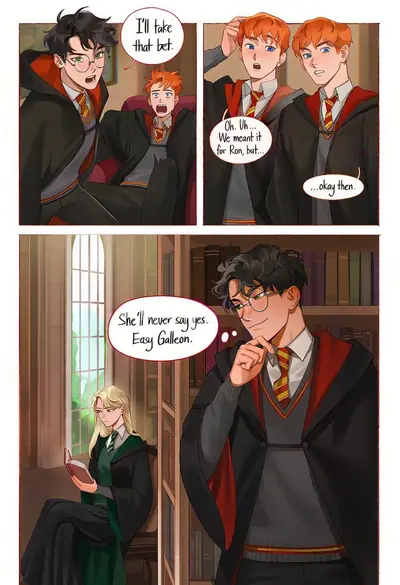 I'll take
that bet.
Oh. Uh...
We meant it
for Ron, but...
...okay then.
She'll never say yes.
Easy Galleon.